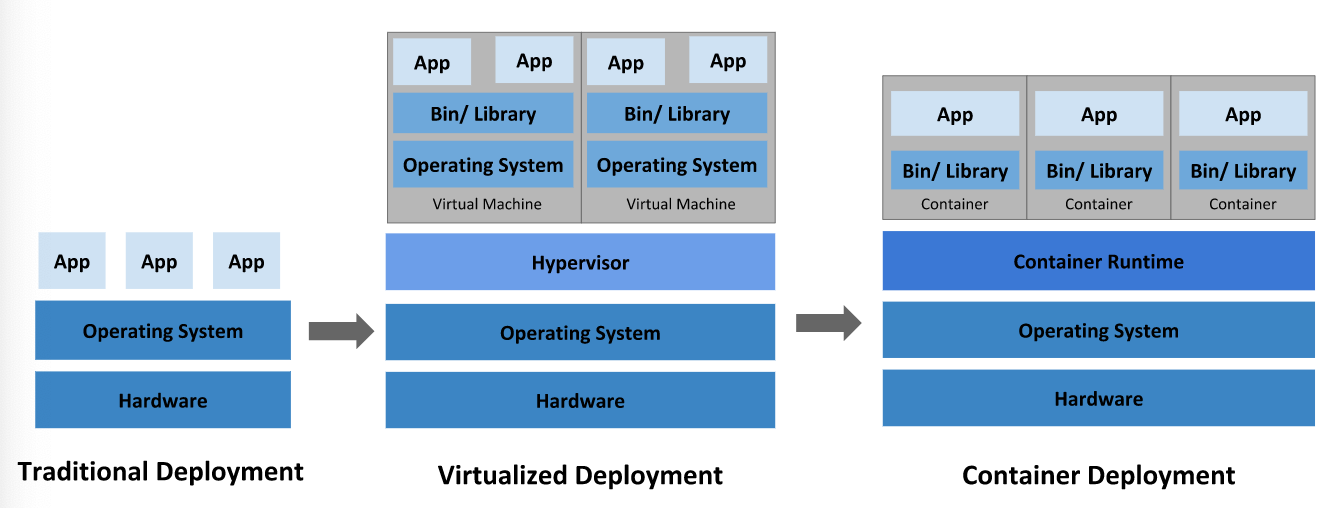 App
App
App
Operating System
Hardware
Traditional Deployment
App
App
Bin/ Library
Operating System
Virtual Machine
App
App
Bin/ Library
Operating System
Virtual Machine
Hypervisor
Operating System
Hardware
Virtualized Deployment
App
Bin/ Library
Container
App
Bin/ Library
Container
App
Bin/ Library
Container
Container Runtime
Operating System
Hardware
Container Deployment